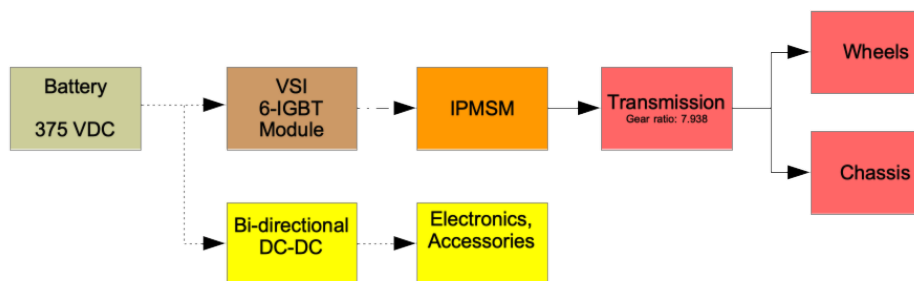 Battery
375 VDC
VSI
6-IGBT
Module
IPMSM
Transmission
Gear ratio: 7.938
Wheels
Chassis
Bi-directional
DC-DC
Electronics,
Accessories